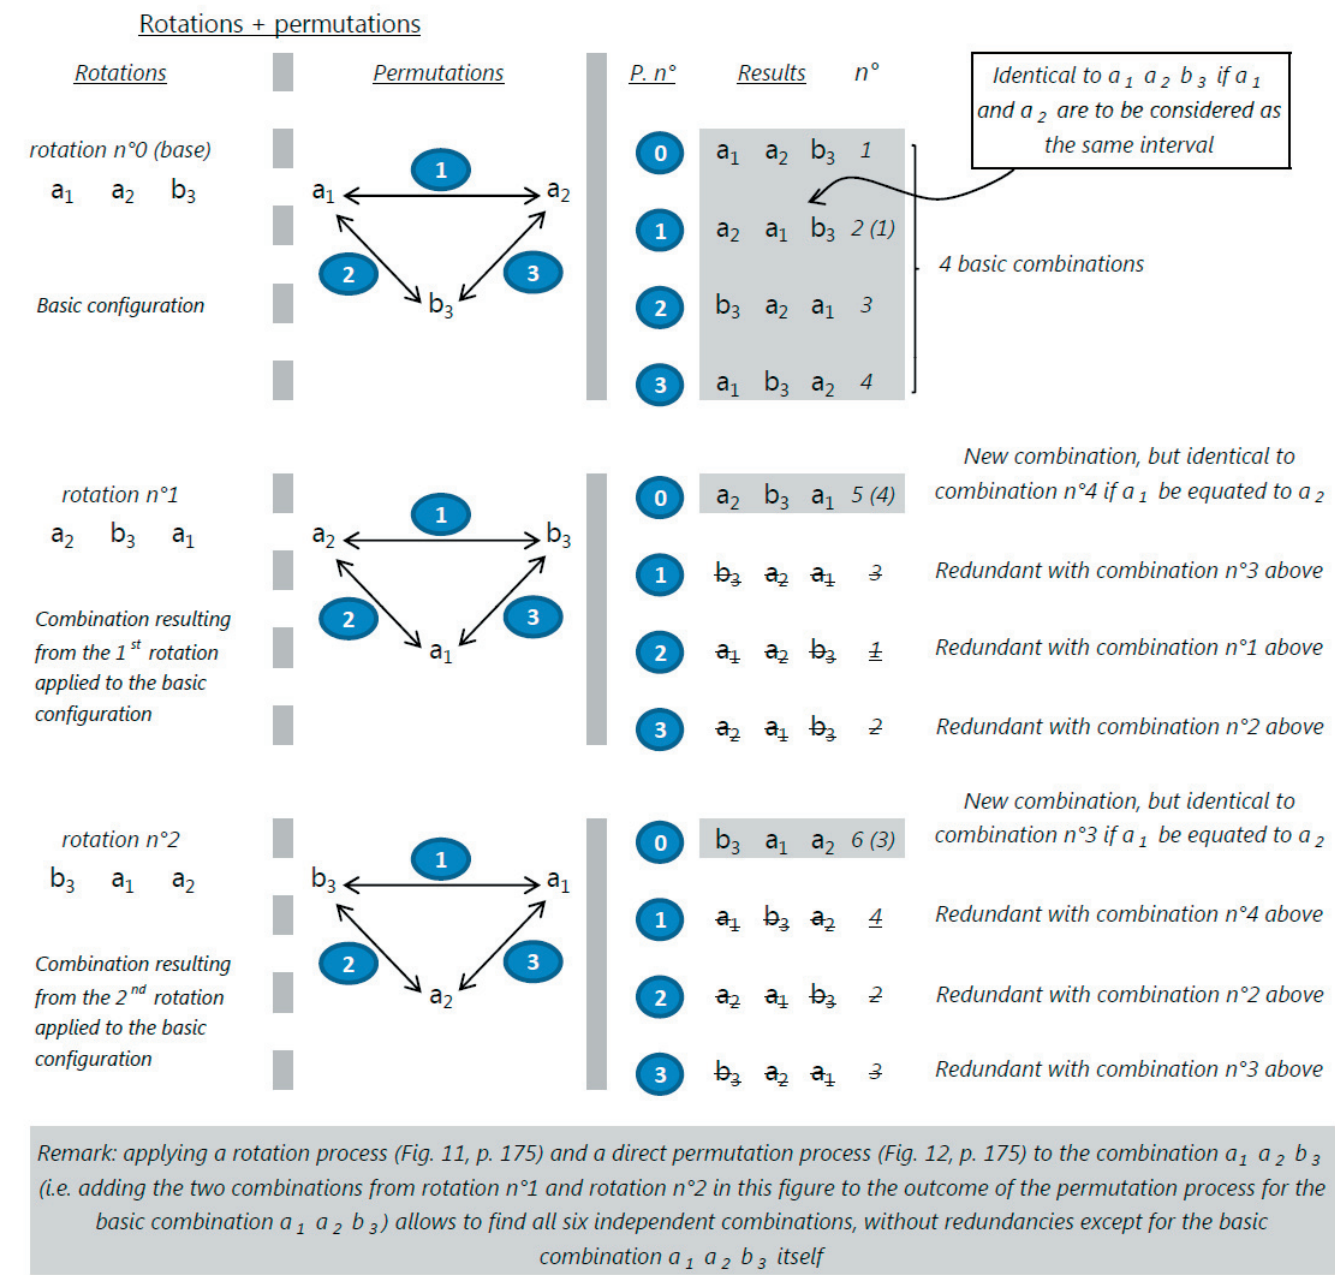 Rotations + permutations
Rotations Permutations P. n° Results n°
Identical to a₁ a₂ b₃ if a₁
and a₂ are to be considered as
the same interval
rotation n°0 (base)
a₁ a₂ b₃
Basic configuration
a₁ 1 a₂
2 3
b₃
0 a₁ a₂ b₃ 1
1 a₂ a₁ b₃ 2 (1)
2 b₃ a₂ a₁ 3
3 a₁ b₃ a₂ 4
4 basic combinations
rotation n°1
a₂ b₃ a₁
Combination resulting
from the 1 st rotation
applied to the basic
configuration
a₂ 1 b₃
2 3
a₁
0 a₂ b₃ a₁ 5 (4)
New combination, but identical to
combination n°4 if a₁ be equated to a₂
1 b₃ a₂ a₁ 3 Redundant with combination n°3 above
2 a₁ a₂ b₃ 1 Redundant with combination n°1 above
3 a₂ a₁ b₃ 2 Redundant with combination n°2 above
rotation n°2
b₃ a₁ a₂
Combination resulting
from the 2 nd rotation
applied to the basic
configuration
b₃ 1 a₁
2 3
a₂
0 b₃ a₁ a₂ 6 (3)
New combination, but identical to
combination n°3 if a₁ be equated to a₂
1 a₁ b₃ a₂ 4 Redundant with combination n°4 above
2 a₂ a₁ b₃ 2 Redundant with combination n°2 above
3 b₃ a₂ a₁ 3 Redundant with combination n°3 above
Remark: applying a rotation process (Fig. 11, p. 175) and a direct permutation process (Fig. 12, p. 175) to the combination a₁ a₂ b₃
(i.e. adding the two combinations from rotation n°1 and rotation n°2 in this figure to the outcome of the permutation process for the
basic combination a₁ a₂ b₃) allows to find all six independent combinations, without redundancies except for the basic
combination a₁ a₂ b₃ itself